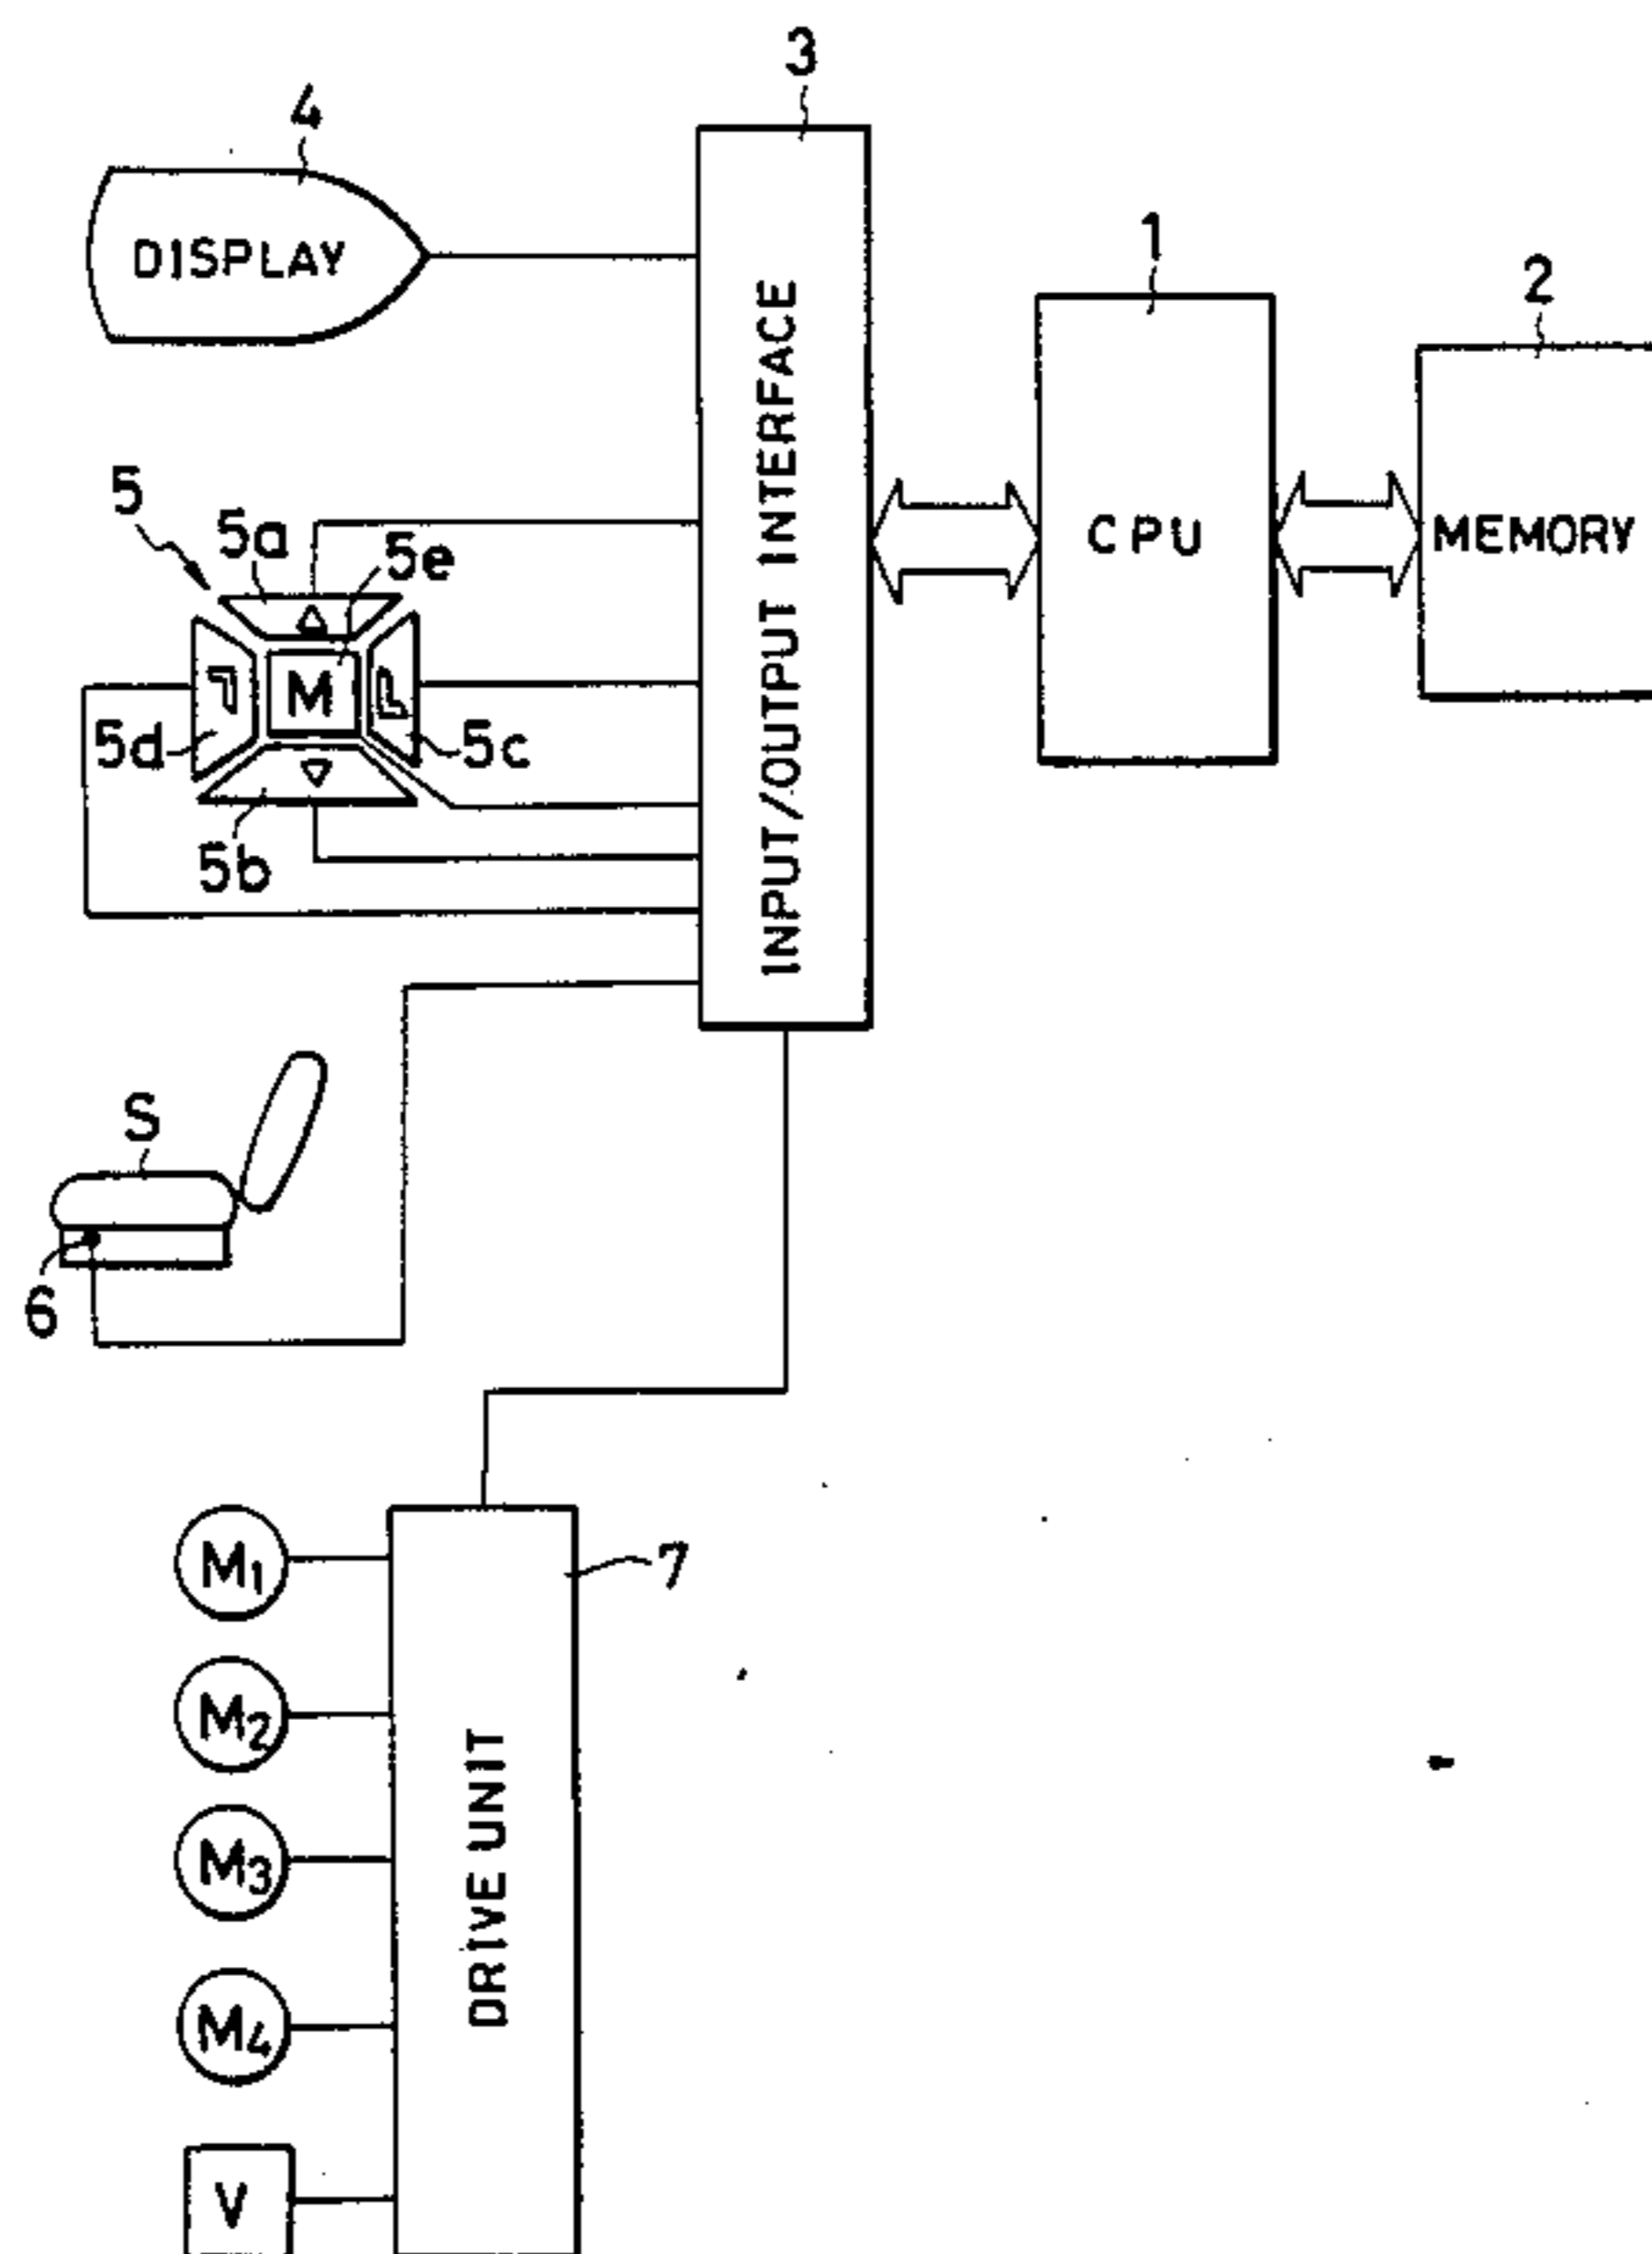 3
4
DISPLAY
1
2
INPUT/OUTPUT INTERFACE
CPU
MEMORY
5
5a
5e
M
5d
5c
5b
S
6
7
M1
M2
M3
M4
DRIVE UNIT
V